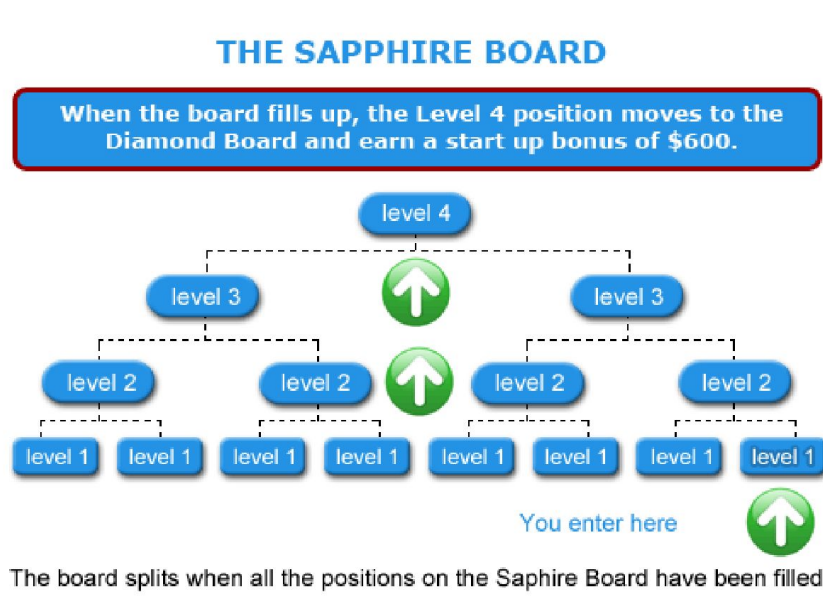 THE SAPPHIRE BOARD
When the board fills up, the Level 4 position moves to the
Diamond Board and earn a start up bonus of $600.
level 4
level 3 level 3
level 2 level 2 level 2 level 2
level 1 level 1 level 1 level 1 level 1 level 1 level 1 level 1
You enter here
The board splits when all the positions on the Saphire Board have been filled